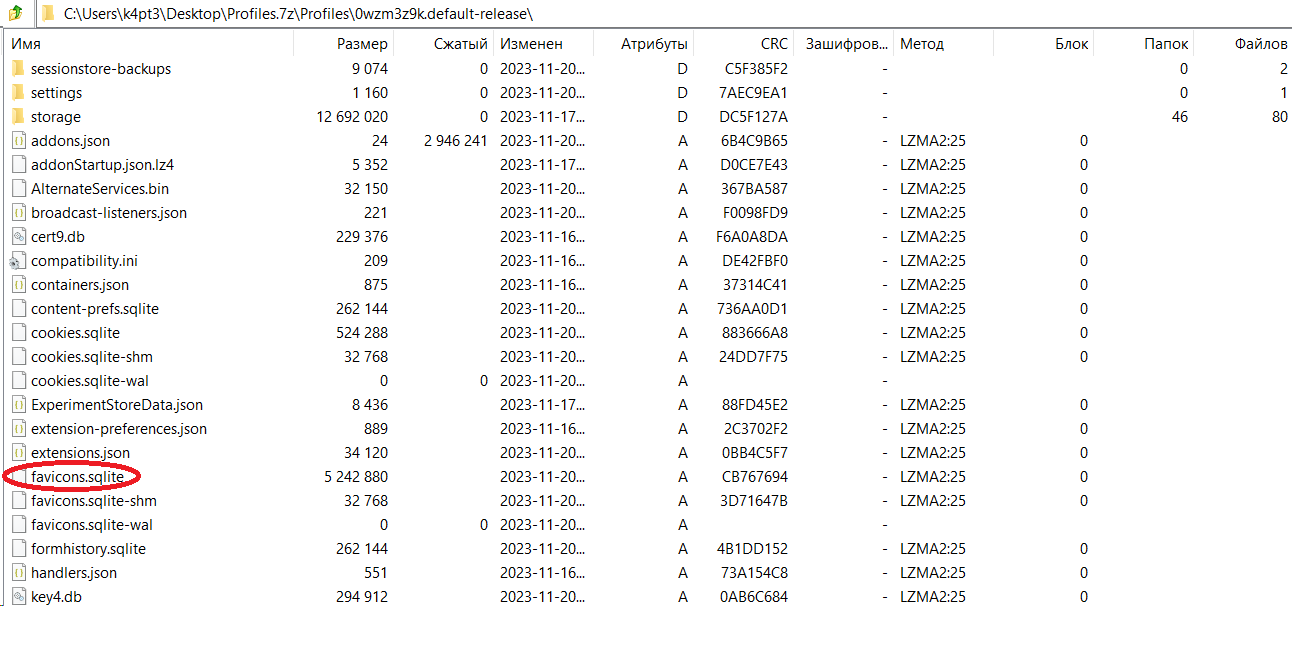 C:\Users\k4pt3\Desktop\Profiles.7z\Profiles\0wzm3z9k.default-release\
Имя Размер Сжатый Изменен Атрибуты CRC Зашифров... Метод Блок Папок Файлов
sessionstore-backups 9 074 0 2023-11-20... D C5F385F2 - 0 2
settings 1 160 0 2023-11-20... D 7AEC9EA1 - 0 1
storage 12 692 020 0 2023-11-17... D DC5F127A - 46 80
addons.json 24 2 946 241 2023-11-20... A 6B4C9B65 - LZMA2:25 0
addonStartup.json.lz4 5 352 2023-11-17... A D0CE7E43 - LZMA2:25 0
AlternateServices.bin 32 150 2023-11-20... A 367BA587 - LZMA2:25 0
broadcast-listeners.json 221 2023-11-20... A F0098FD9 - LZMA2:25 0
cert9.db 229 376 2023-11-16... A F6A0A8DA - LZMA2:25 0
compatibility.ini 209 2023-11-16... A DE42FBF0 - LZMA2:25 0
containers.json 875 2023-11-16... A 37314C41 - LZMA2:25 0
content-prefs.sqlite 262 144 2023-11-20... A 736AA0D1 - LZMA2:25 0
cookies.sqlite 524 288 2023-11-20... A 883666A8 - LZMA2:25 0
cookies.sqlite-shm 32 768 2023-11-20... A 24DD7F75 - LZMA2:25 0
cookies.sqlite-wal 0 0 2023-11-20... A -
ExperimentStoreData.json 8 436 2023-11-17... A 88FD45E2 - LZMA2:25 0
extension-preferences.json 889 2023-11-16... A 2C3702F2 - LZMA2:25 0
extensions.json 34 120 2023-11-20... A 0BB4C5F7 - LZMA2:25 0
favicons.sqlite 5 242 880 2023-11-20... A CB767694 - LZMA2:25 0
favicons.sqlite-shm 32 768 2023-11-20... A 3D71647B - LZMA2:25 0
favicons.sqlite-wal 0 0 2023-11-20... A -
formhistory.sqlite 262 144 2023-11-20... A 4B1DD152 - LZMA2:25 0
handlers.json 551 2023-11-16... A 73A154C8 - LZMA2:25 0
key4.db 294 912 2023-11-20... A 0AB6C684 - LZMA2:25 0